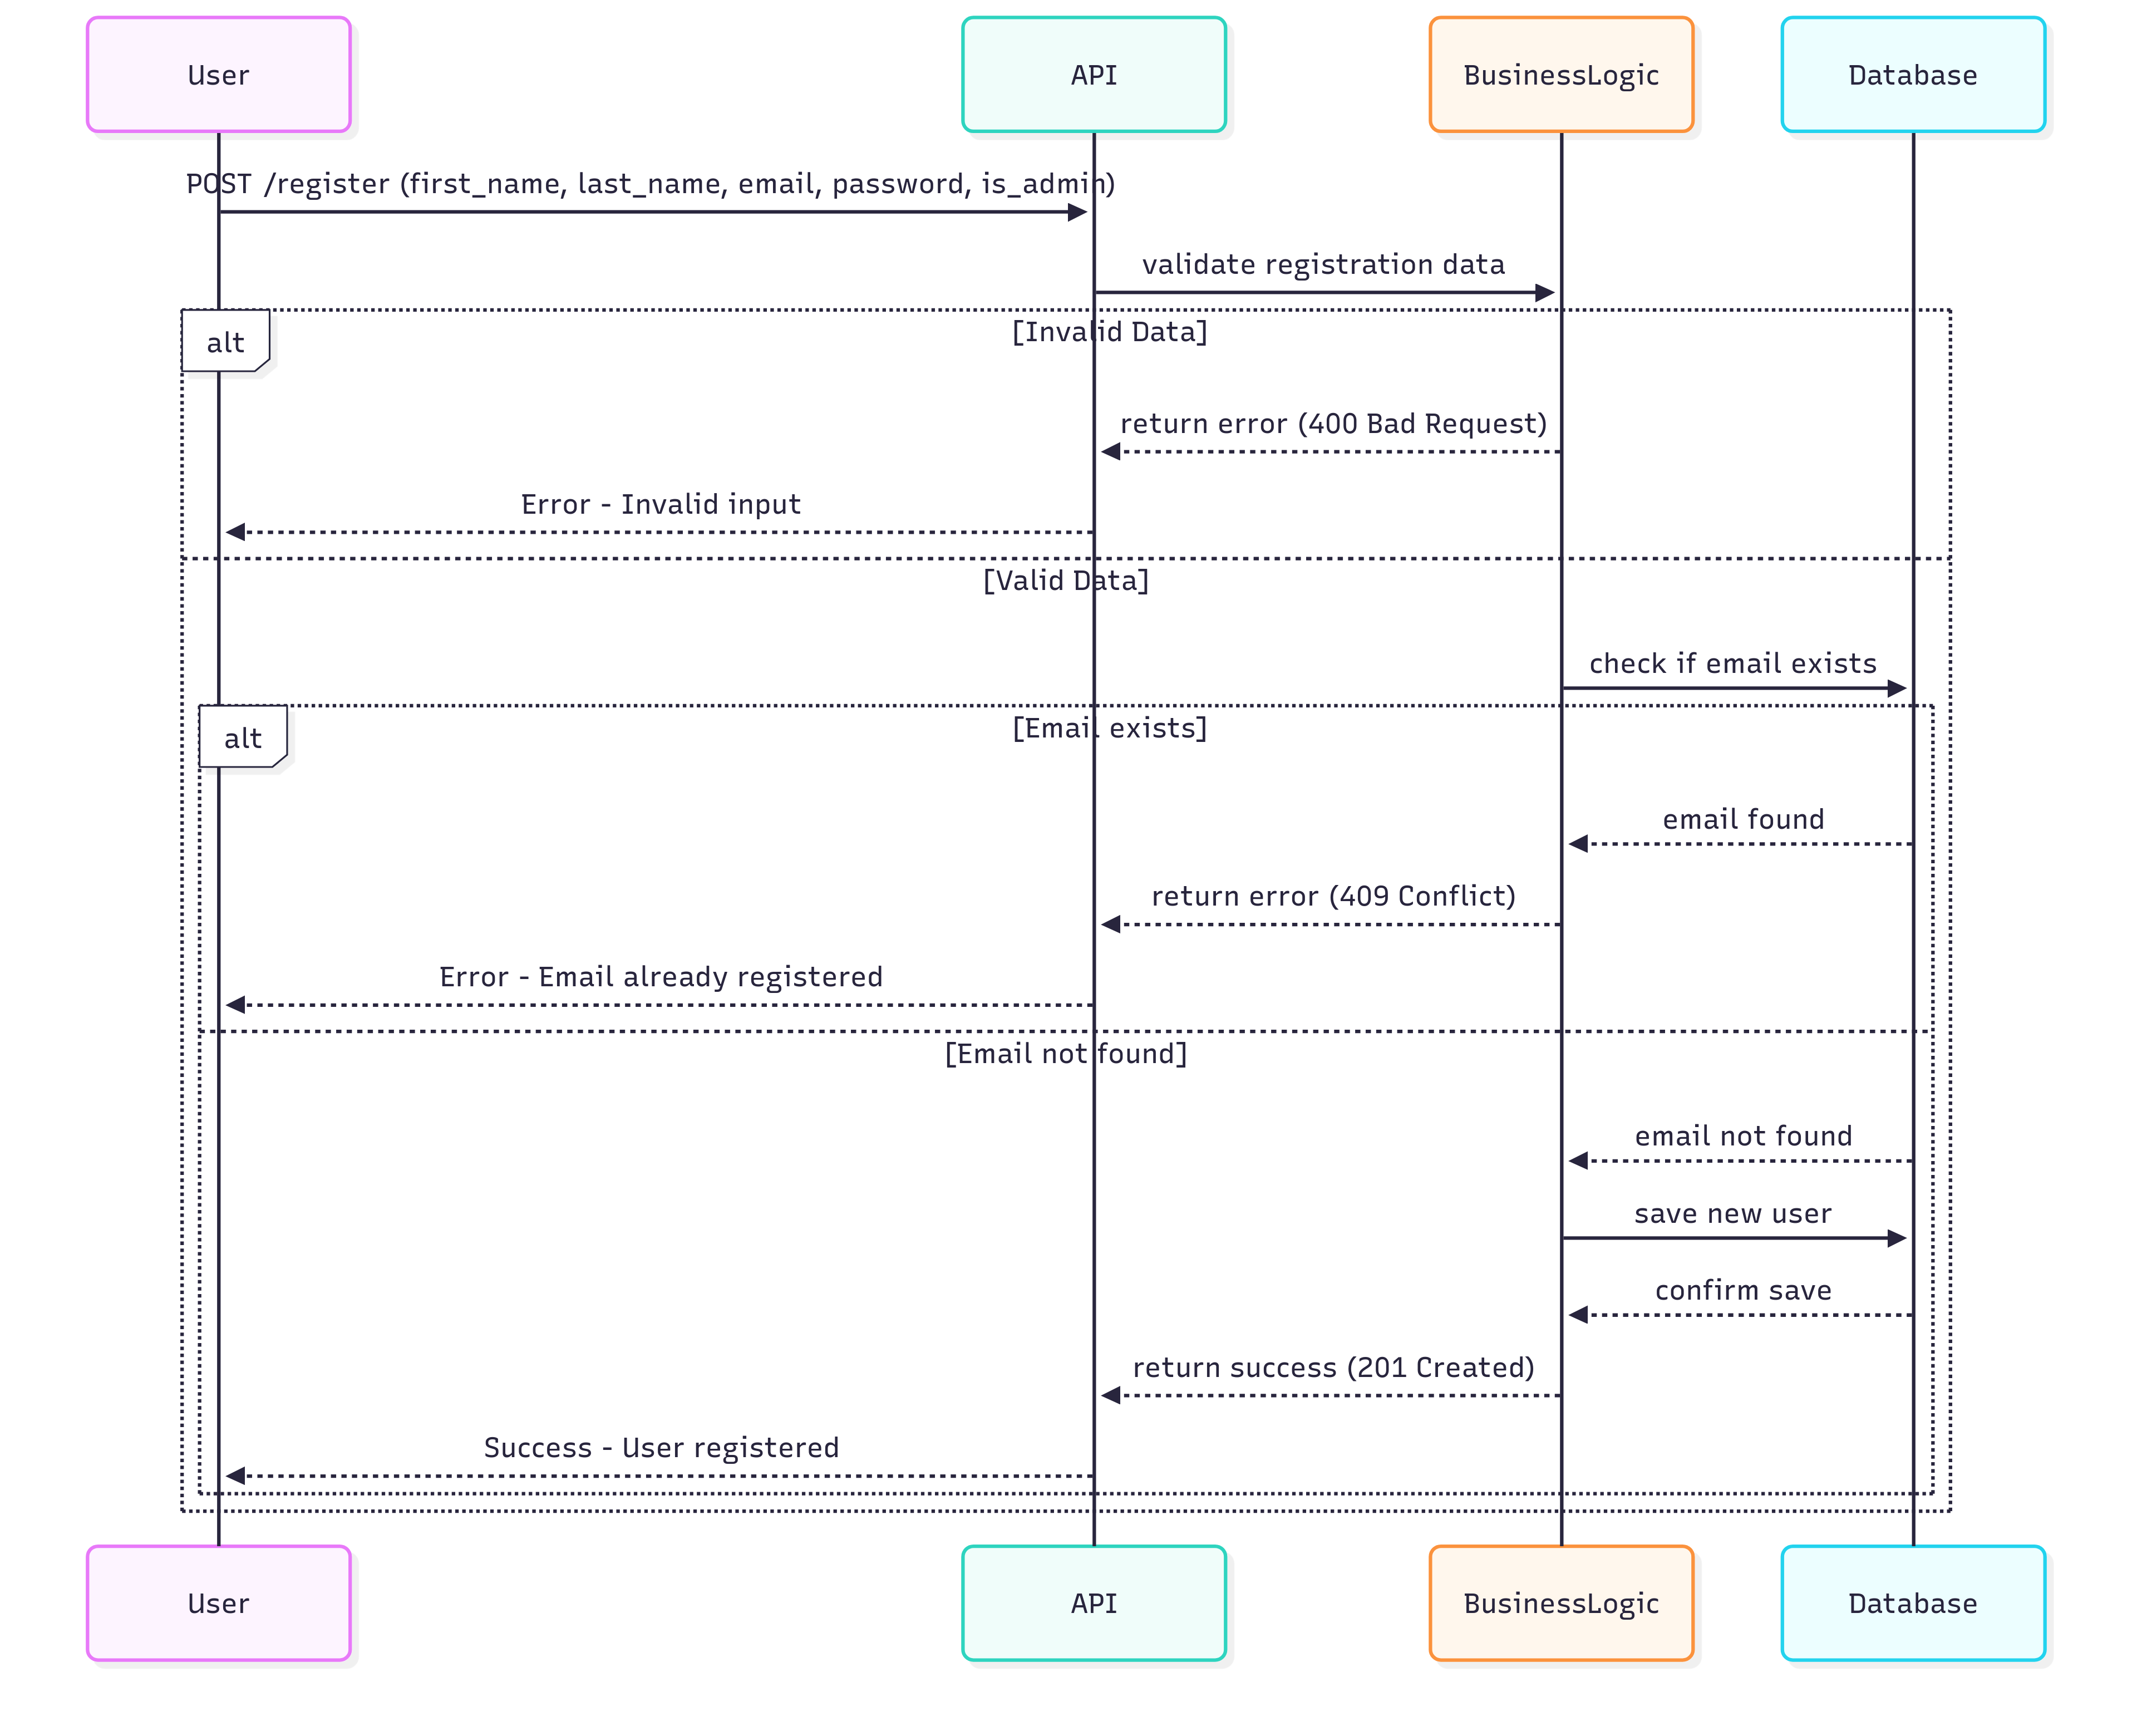 User
API
BusinessLogic
Database
POST /register (first_name, last_name, email, password, is_admin)
validate registration data
alt
[Invalid Data]
return error (400 Bad Request)
Error - Invalid input
[Valid Data]
check if email exists
alt
[Email exists]
email found
return error (409 Conflict)
Error - Email already registered
[Email not found]
email not found
save new user
confirm save
return success (201 Created)
Success - User registered
User
API
BusinessLogic
Database